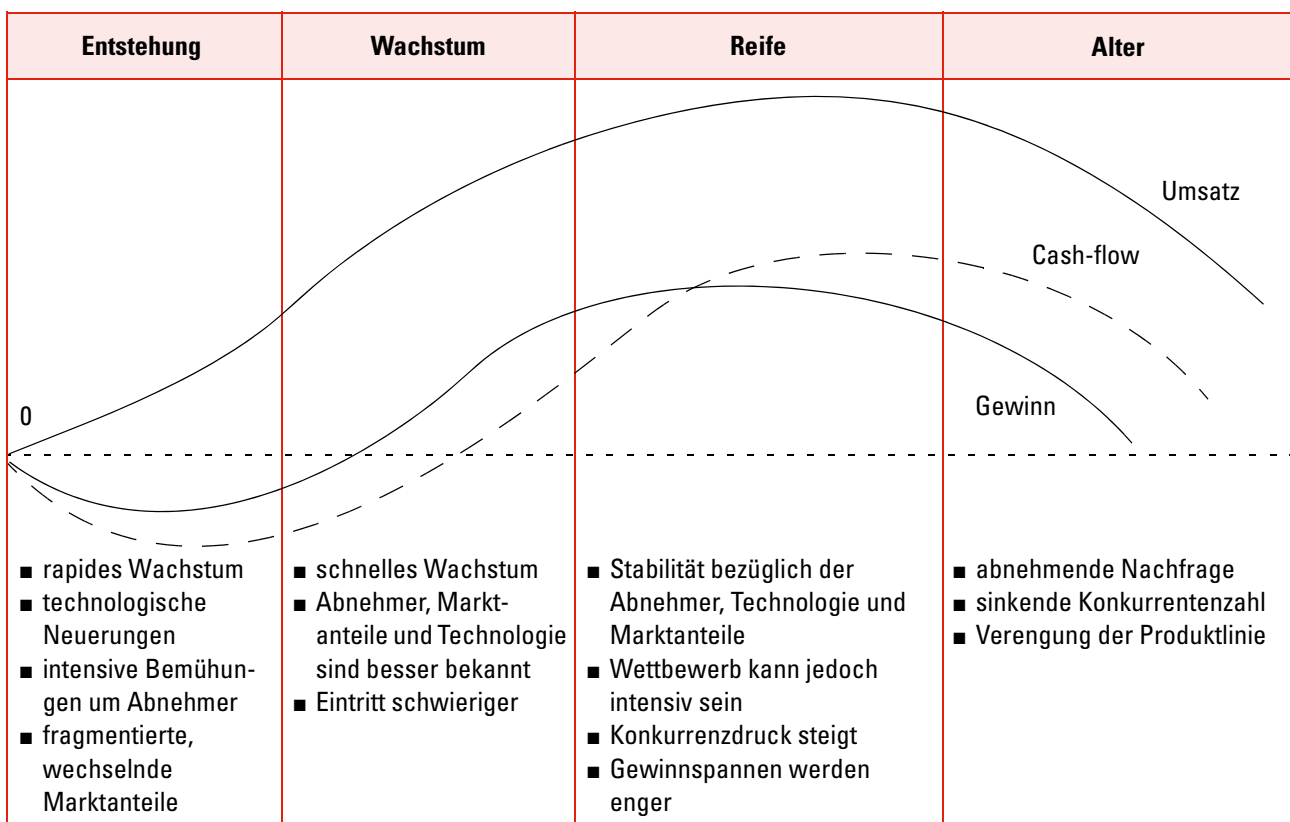 Entstehung
Wachstum
Reife
Alter
Umsatz
Cash-flow
Gewinn
0
■ rapides Wachstum
■ technologische
Neuerungen
■ intensive Bemühun-
gen um Abnehmer
■ fragmentierte,
wechselnde
Marktanteile
■ schnelles Wachstum
■ Abnehmer, Markt-
anteile und Technologie
sind besser bekannt
■ Eintritt schwieriger
■ Stabilität bezüglich der
Abnehmer, Technologie und
Marktanteile
■ Wettbewerb kann jedoch
intensiv sein
■ Konkurrenzdruck steigt
■ Gewinnspannen werden
enger
■ abnehmende Nachfrage
■ sinkende Konkurrentenzahl
■ Verengung der Produktlinie